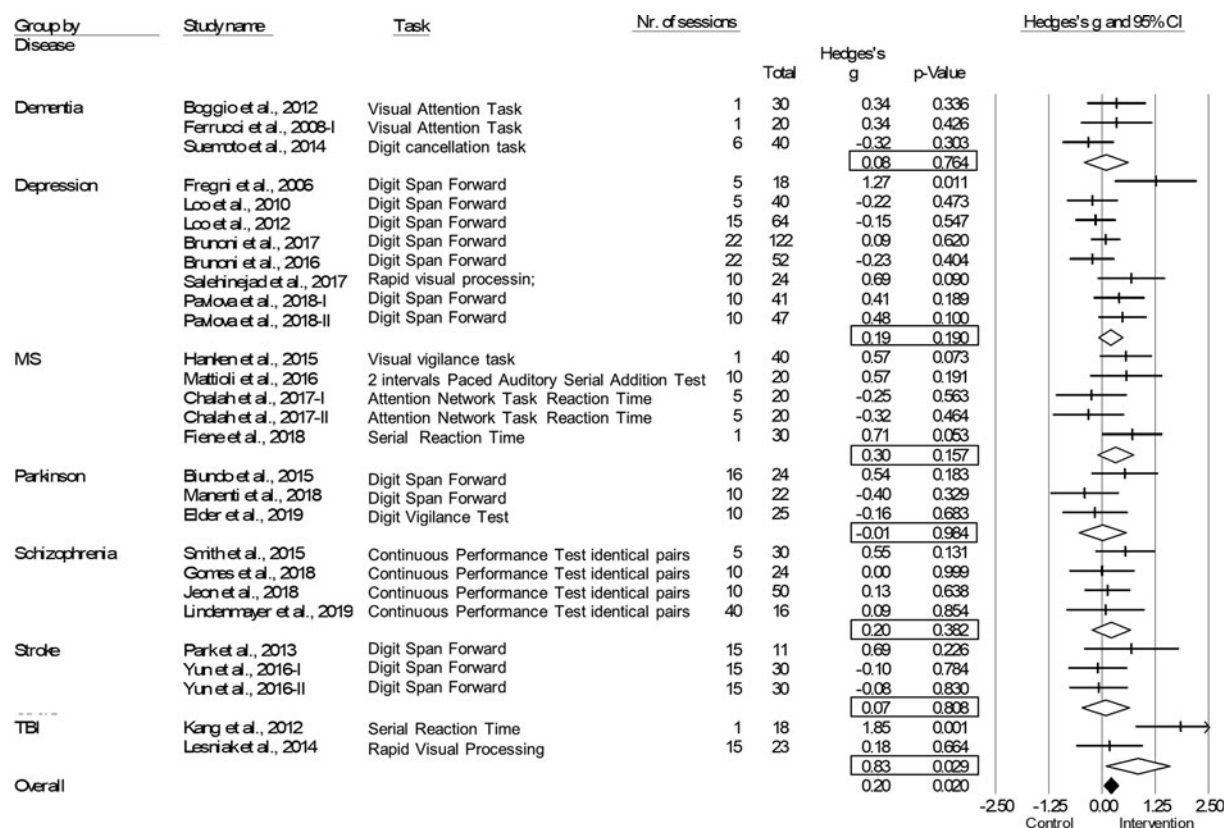 Group by Study name Task Nr. of sessions Hedges's g and 95% CI
Disease
Hedges's
Total g p-Value
Dementia Boggio et al., 2012 Visual Attention Task 1 30 0.34 0.336
Ferrucci et al., 2008-I Visual Attention Task 1 20 0.34 0.426
Suemoto et al., 2014 Digit cancellation task 6 40 -0.32 0.303
0.08 0.764
Depression Fregni et al., 2006 Digit Span Forward 5 18 1.27 0.011
Loo et al., 2010 Digit Span Forward 5 40 -0.22 0.473
Loo et al., 2012 Digit Span Forward 15 64 -0.15 0.547
Brunoni et al., 2017 Digit Span Forward 22 122 0.09 0.620
Brunoni et al., 2016 Digit Span Forward 22 52 -0.23 0.404
Salehinejad et al., 2017 Rapid visual processin; 10 24 0.69 0.090
Pavlova et al., 2018-I Digit Span Forward 10 41 0.41 0.189
Pavlova et al., 2018-II Digit Span Forward 10 47 0.48 0.100
0.19 0.190
MS Hanken et al., 2015 Visual vigilance task 1 40 0.57 0.073
Mattioli et al., 2016 2 intervals Paced Auditory Serial Addition Test 10 20 0.57 0.191
Chalah et al., 2017-I Attention Network Task Reaction Time 5 20 -0.25 0.563
Chalah et al., 2017-II Attention Network Task Reaction Time 5 20 -0.32 0.464
Fiene et al., 2018 Serial Reaction Time 1 30 0.71 0.053
0.30 0.157
Parkinson Biundo et al., 2015 Digit Span Forward 16 24 0.54 0.183
Manenti et al., 2018 Digit Span Forward 10 22 -0.40 0.329
Elder et al., 2019 Digit Vigilance Test 10 25 -0.16 0.683
-0.01 0.984
Schizophrenia Smith et al., 2015 Continuous Performance Test identical pairs 5 30 0.55 0.131
Gomes et al., 2018 Continuous Performance Test identical pairs 10 24 0.00 0.999
Jeon et al., 2018 Continuous Performance Test identical pairs 10 50 0.13 0.638
Lindenmayer et al., 2019 Continuous Performance Test identical pairs 40 16 0.09 0.854
0.20 0.382
Stroke Park et al., 2013 Digit Span Forward 15 11 0.69 0.226
Yun et al., 2016-I Digit Span Forward 15 30 -0.10 0.784
Yun et al., 2016-II Digit Span Forward 15 30 -0.08 0.830
0.07 0.808
TBI Kang et al., 2012 Serial Reaction Time 1 18 1.85 0.001
Lesniak et al., 2014 Rapid Visual Processing 15 23 0.18 0.664
0.83 0.029
Overall 0.20 0.020
-2.50 -1.25 0.00 1.25 2.50
Control Intervention